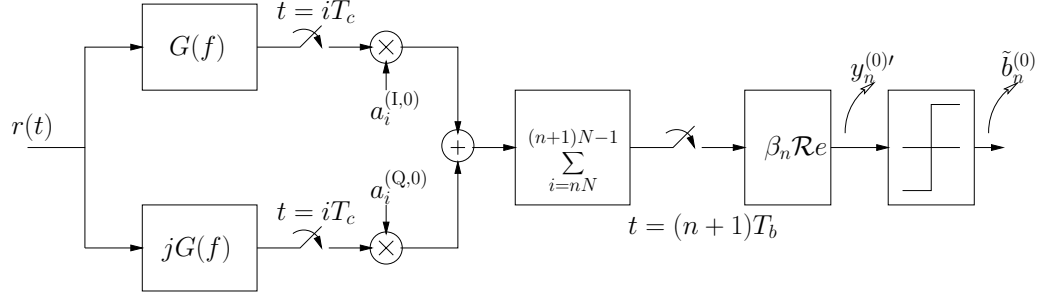 t = iT_c
G(f)
a_i^{(I,0)}
r(t)
jG(f)
t = iT_c
a_i^{(Q,0)}
×
+
×
\sum_{i=nN}^{(n+1)N-1}
t = (n+1)T_b
β_n ℛe
y_n^{(0)′}
b̃_n^{(0)}